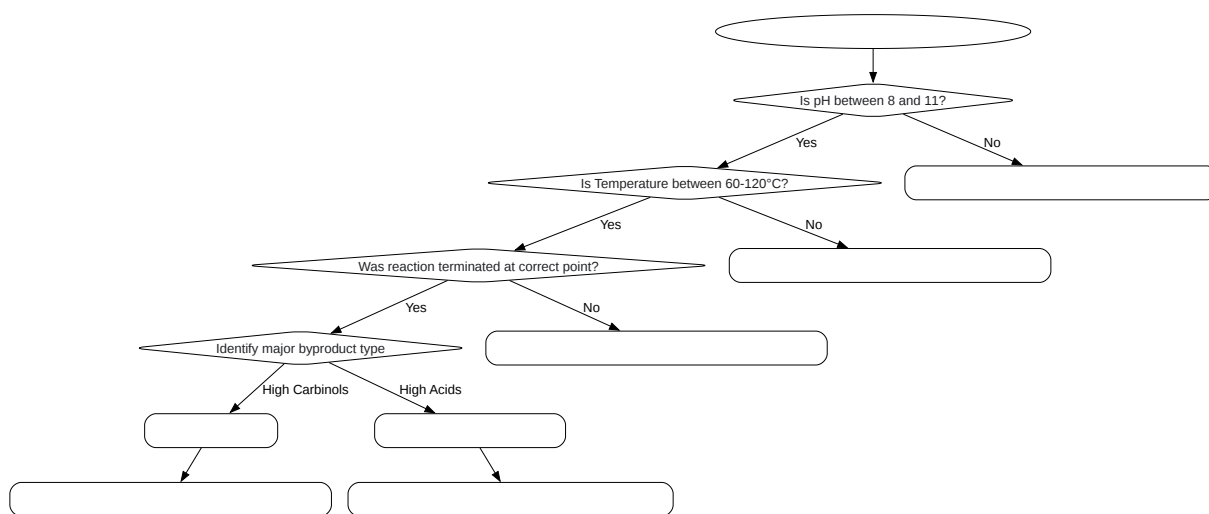 Is pH between 8 and 11?
Yes
No
Is Temperature between 60-120°C?
Yes
No
Was reaction terminated at correct point?
Yes
No
Identify major byproduct type
High Carbinols
High Acids